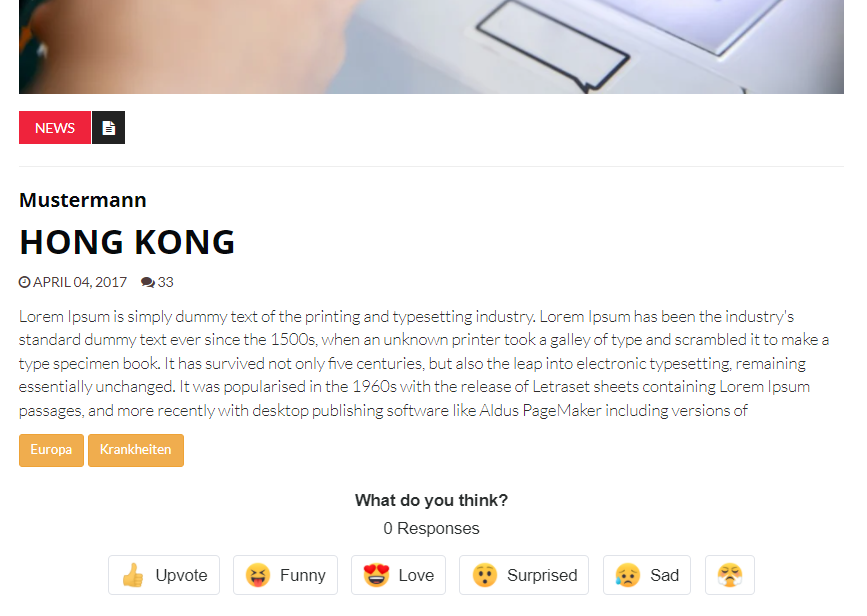 NEWS
Mustermann
HONG KONG
APRIL 04, 2017 33
Lorem Ipsum is simply dummy text of the printing and typesetting industry. Lorem Ipsum has been the industry's
standard dummy text ever since the 1500s, when an unknown printer took a galley of type and scrambled it to make a
type specimen book. It has survived not only five centuries, but also the leap into electronic typesetting, remaining
essentially unchanged. It was popularised in the 1960s with the release of Letraset sheets containing Lorem Ipsum
passages, and more recently with desktop publishing software like Aldus PageMaker including versions of
Europa Krankheiten
What do you think?
0 Responses
Upvote Funny Love Surprised Sad